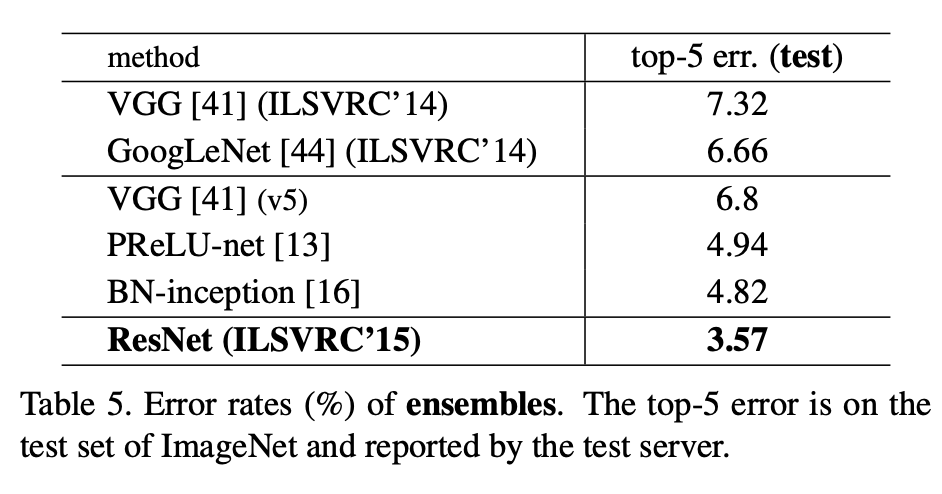 method top-5 err. (test)
VGG [41] (ILSVRC’14) 7.32
GoogLeNet [44] (ILSVRC’14) 6.66
VGG [41] (v5) 6.8
PReLU-net [13] 4.94
BN-inception [16] 4.82
ResNet (ILSVRC’15) 3.57
Table 5. Error rates (%) of ensembles. The top-5 error is on the
test set of ImageNet and reported by the test server.